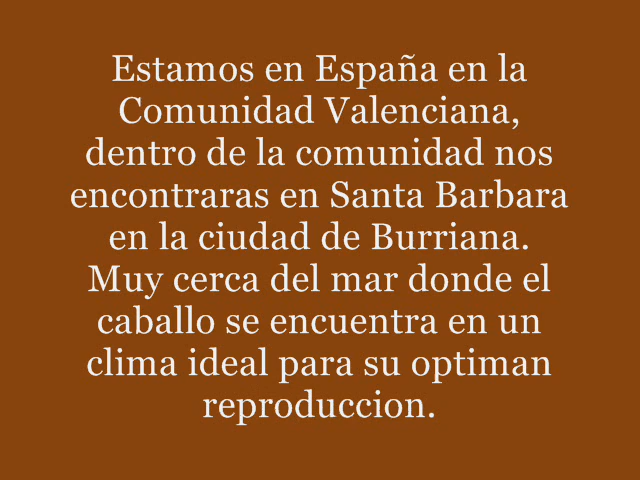 Estamos en España en la
Comunidad Valenciana,
dentro de la comunidad nos
encontraras en Santa Barbara
en la ciudad de Burriana.
Muy cerca del mar donde el
caballo se encuentra en un
clima ideal para su optiman
reproduccion.